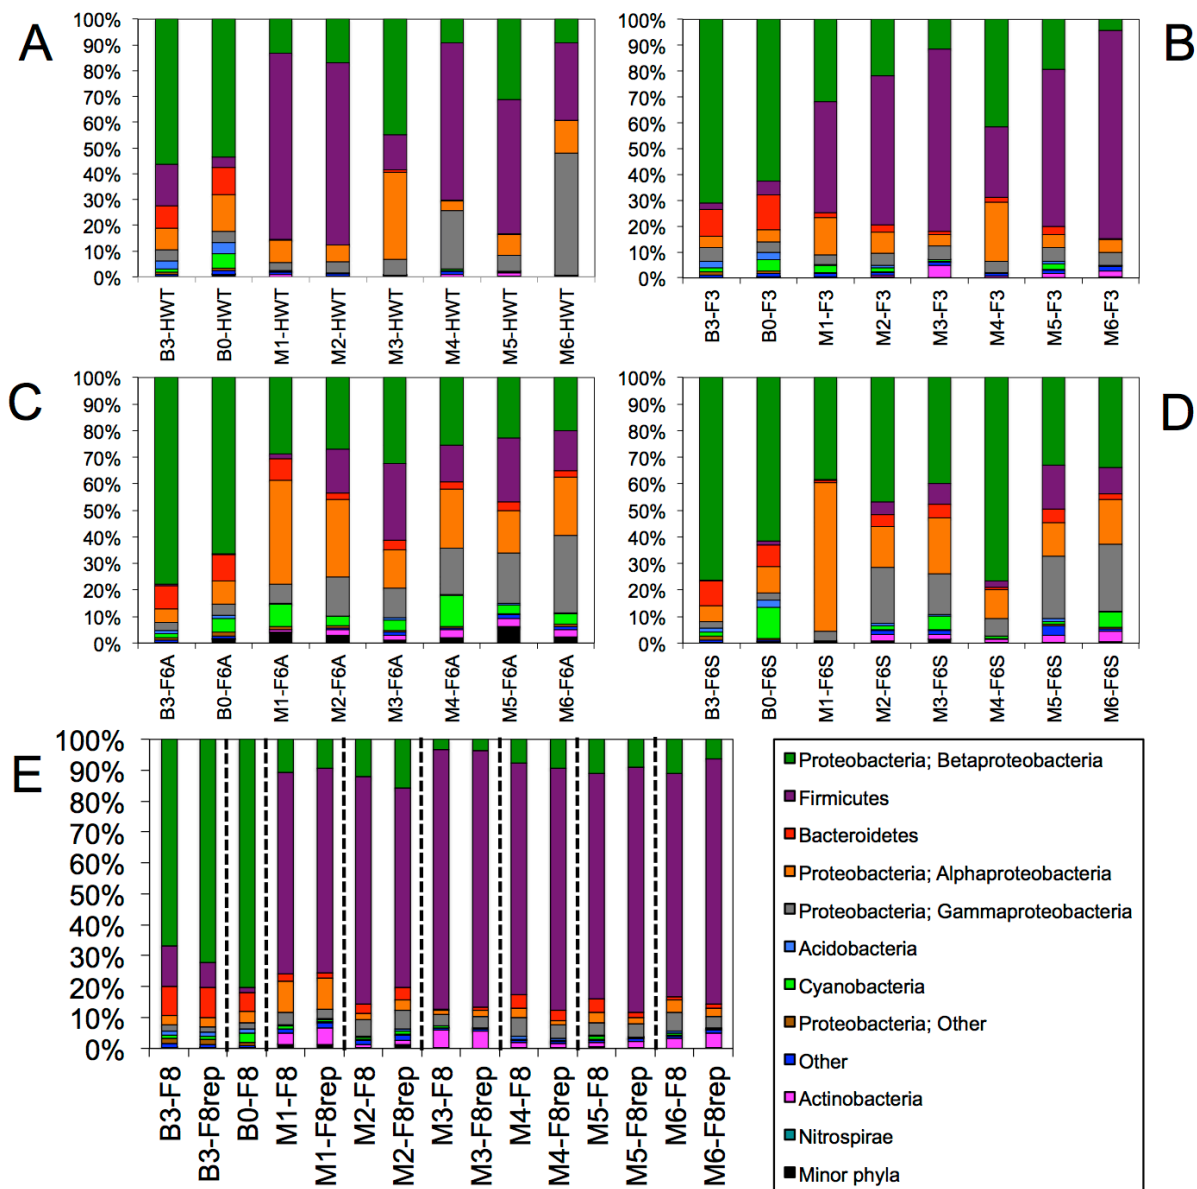 A
100%
90%
80%
70%
60%
50%
40%
30%
20%
10%
0%
B3-HWT
B0-HWT
M1-HWT
M2-HWT
M3-HWT
M4-HWT
M5-HWT
M6-HWT
B
100%
90%
80%
70%
60%
50%
40%
30%
20%
10%
0%
B3-F3
B0-F3
M1-F3
M2-F3
M3-F3
M4-F3
M5-F3
M6-F3
C
100%
90%
80%
70%
60%
50%
40%
30%
20%
10%
0%
B3-F6A
B0-F6A
M1-F6A
M2-F6A
M3-F6A
M4-F6A
M5-F6A
M6-F6A
D
100%
90%
80%
70%
60%
50%
40%
30%
20%
10%
0%
B3-F6S
B0-F6S
M1-F6S
M2-F6S
M3-F6S
M4-F6S
M5-F6S
M6-F6S
E
100%
90%
80%
70%
60%
50%
40%
30%
20%
10%
0%
B3-F8
B3-F8rep
B0-F8
M1-F8
M1-F8rep
M2-F8
M2-F8rep
M3-F8
M3-F8rep
M4-F8
M4-F8rep
M5-F8
M5-F8rep
M6-F8
M6-F8rep
Proteobacteria; Betaproteobacteria
Firmicutes
Bacteroidetes
Proteobacteria; Alphaproteobacteria
Proteobacteria; Gammaproteobacteria
Acidobacteria
Cyanobacteria
Proteobacteria; Other
Other
Actinobacteria
Nitrospirae
Minor phyla